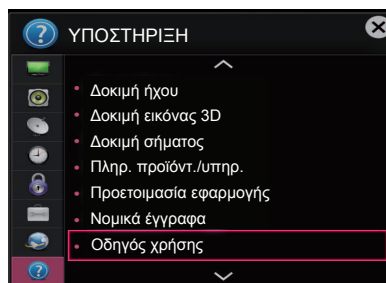 ΥΠΟΣΤΗΡΙΞΗ
• Δοκιμή ήχου
• Δοκιμή εικόνας 3D
• Δοκιμή σήματος
• Πληρ. προϊόντ./υπηρ.
• Προετοιμασία εφαρμογής
• Νομικά έγγραφα
• Οδηγός χρήσης